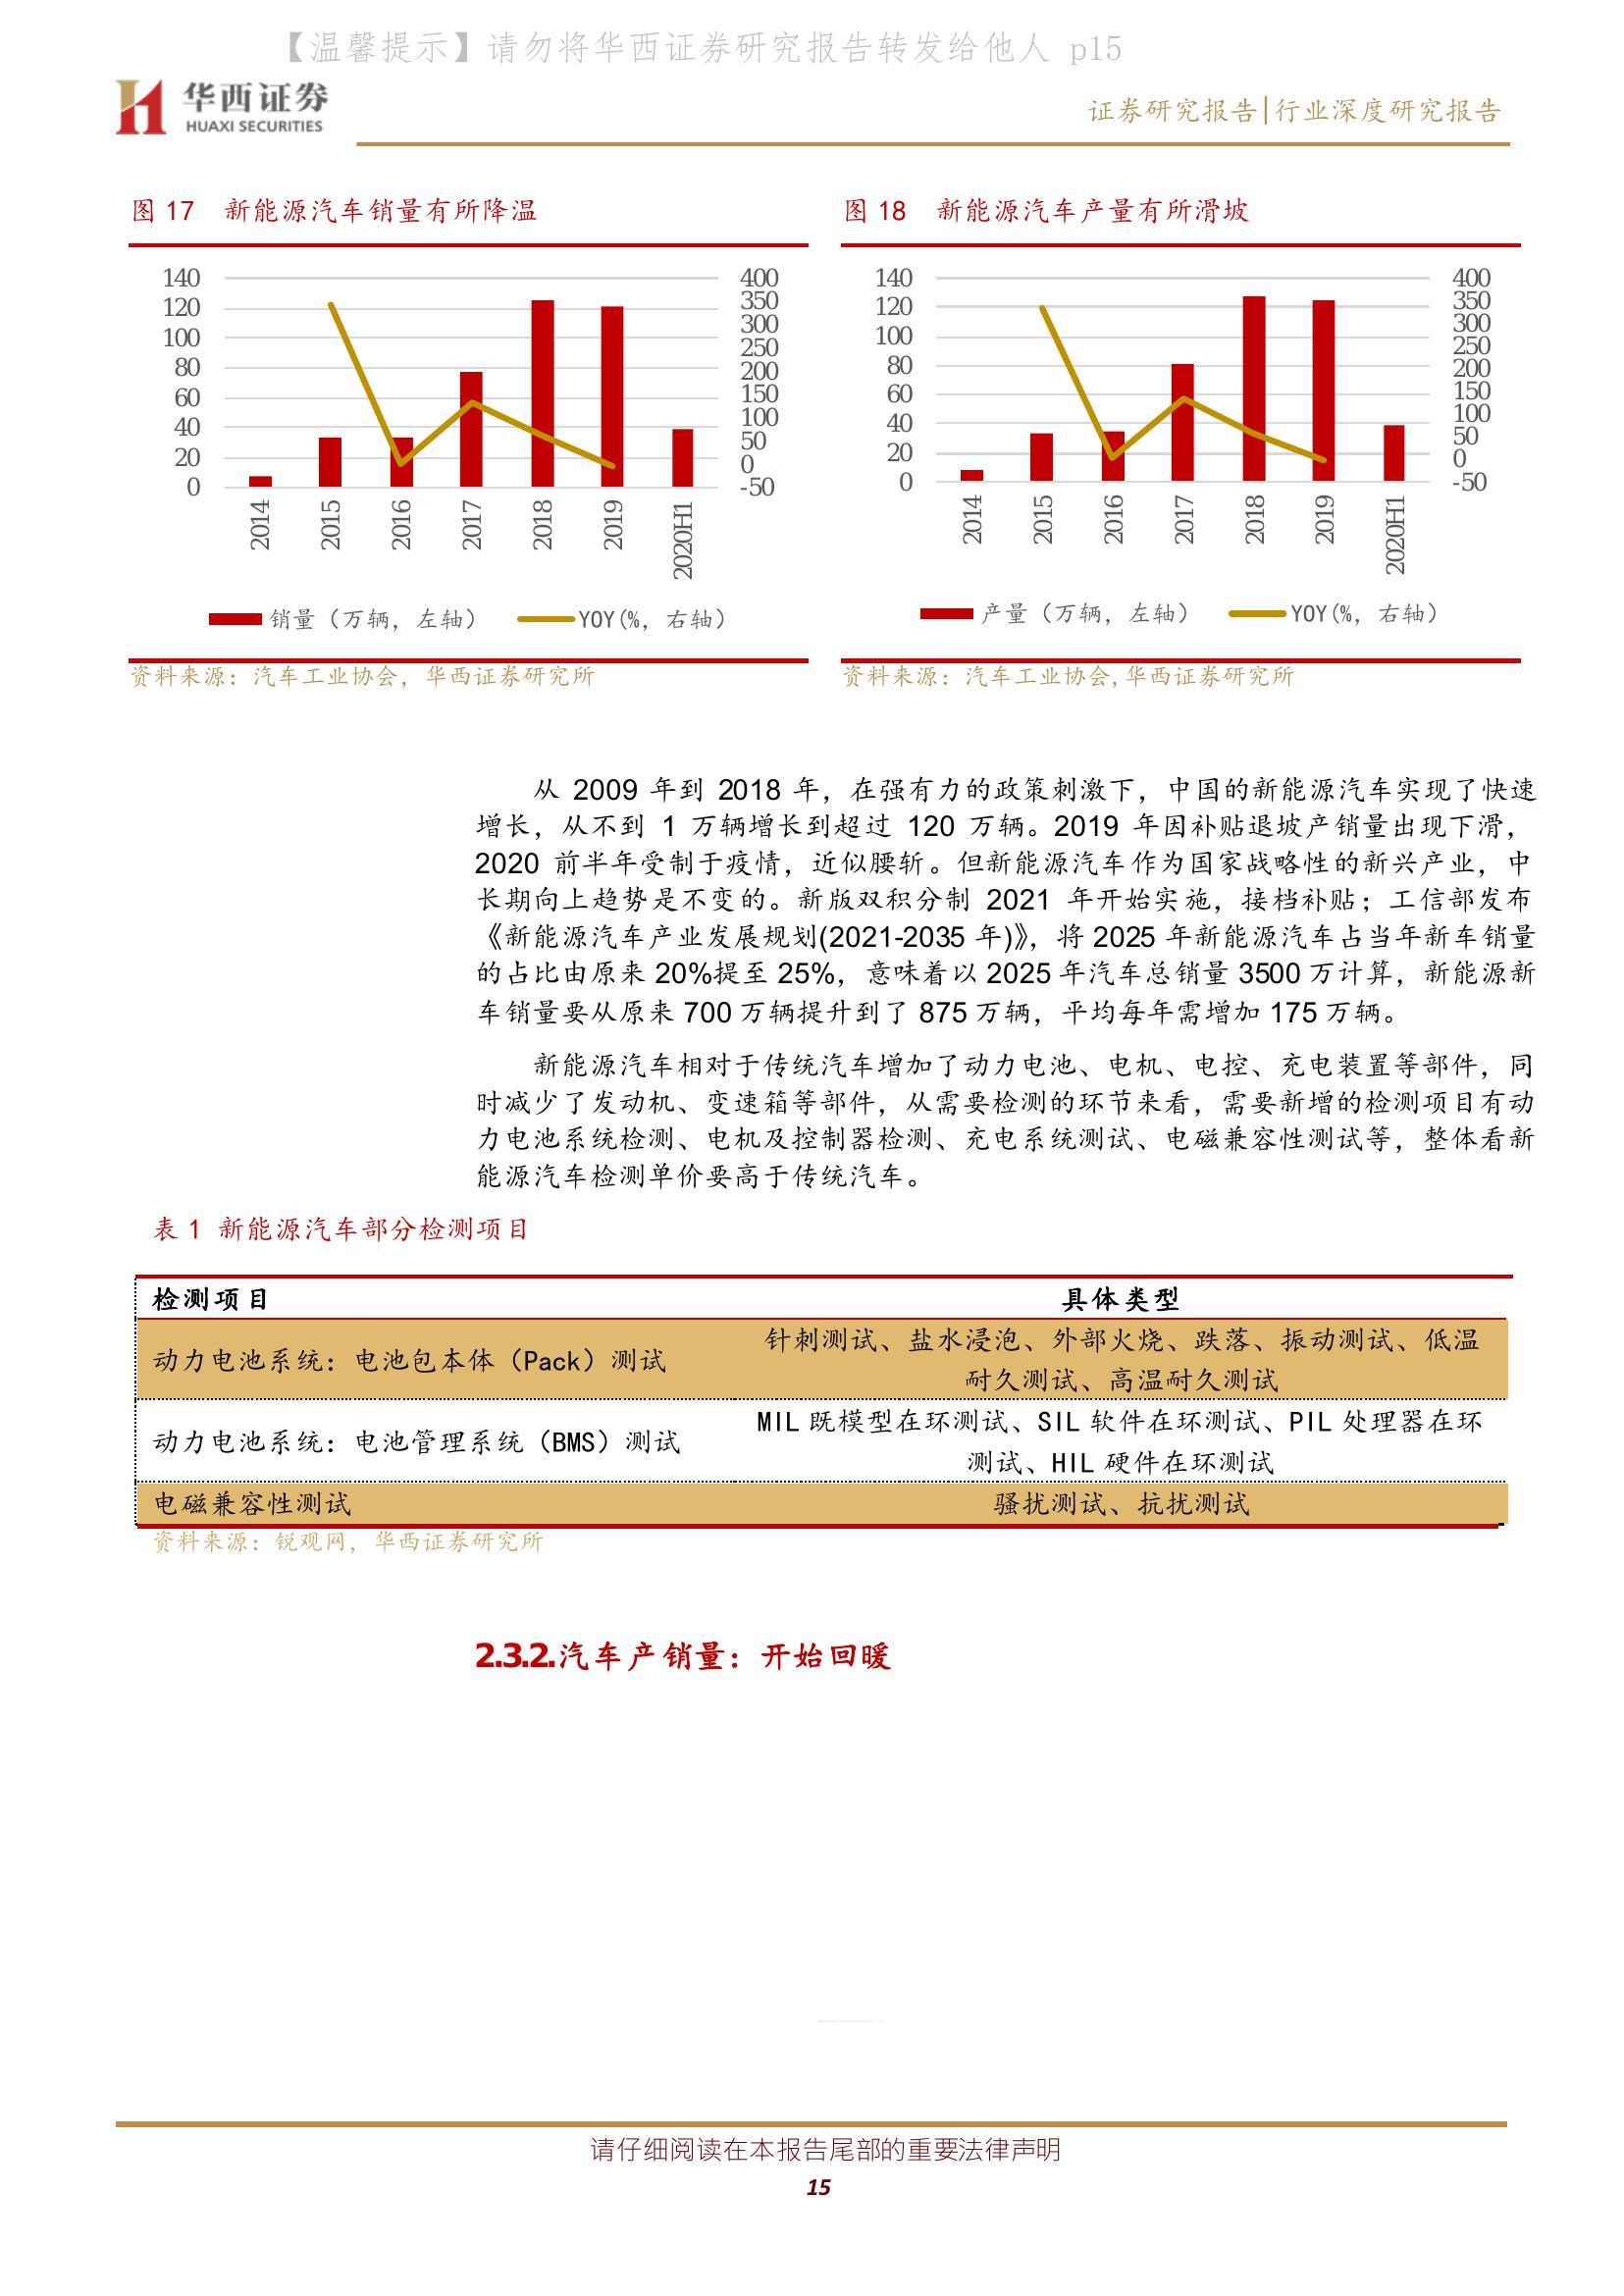 【温馨提示】请勿将华西证券研究报告转发给他人 p15
华西证券
HUAXI SECURITIES
证券研究报告|行业深度研究报告
图 17 新能源汽车销量有所降温
140
120
100
80
60
40
20
0
400
350
300
250
200
150
100
50
0
-50
2014
2015
2016
2017
2018
2019
2020H1
销量（万辆，左轴）
YOY(%，右轴）
资料来源：汽车工业协会，华西证券研究所
图 18 新能源汽车产量有所滑坡
140
120
100
80
60
40
20
0
400
350
300
250
200
150
100
50
0
-50
2014
2015
2016
2017
2018
2019
2020H1
产量（万辆，左轴）
YOY(%，右轴）
资料来源：汽车工业协会,华西证券研究所
从 2009 年到 2018 年，在强有力的政策刺激下，中国的新能源汽车实现了快速
增长，从不到 1 万辆增长到超过 120 万辆。2019 年因补贴退坡产销量出现下滑，
2020 前半年受制于疫情，近似腰斩。但新能源汽车作为国家战略性的新兴产业，中
长期向上趋势是不变的。新版双积分制 2021 年开始实施，接档补贴；工信部发布
《新能源汽车产业发展规划(2021-2035 年)》，将 2025 年新能源汽车占当年新车销量
的占比由原来 20%提至 25%，意味着以 2025 年汽车总销量 3500 万计算，新能源新
车销量要从原来 700 万辆提升到了 875 万辆，平均每年需增加 175 万辆。
新能源汽车相对于传统汽车增加了动力电池、电机、电控、充电装置等部件，同
时减少了发动机、变速箱等部件，从需要检测的环节来看，需要新增的检测项目有动
力电池系统检测、电机及控制器检测、充电系统测试、电磁兼容性测试等，整体看新
能源汽车检测单价要高于传统汽车。
表 1 新能源汽车部分检测项目
检测项目
具体类型
动力电池系统：电池包本体（Pack）测试
针刺测试、盐水浸泡、外部火烧、跌落、振动测试、低温
耐久测试、高温耐久测试
动力电池系统：电池管理系统（BMS）测试
MIL 既模型在环测试、SIL 软件在环测试、PIL 处理器在环
测试、HIL 硬件在环测试
电磁兼容性测试
骚扰测试、抗扰测试
资料来源：锐观网，华西证券研究所
2.3.2.汽车产销量：开始回暖
请仔细阅读在本报告尾部的重要法律声明
15